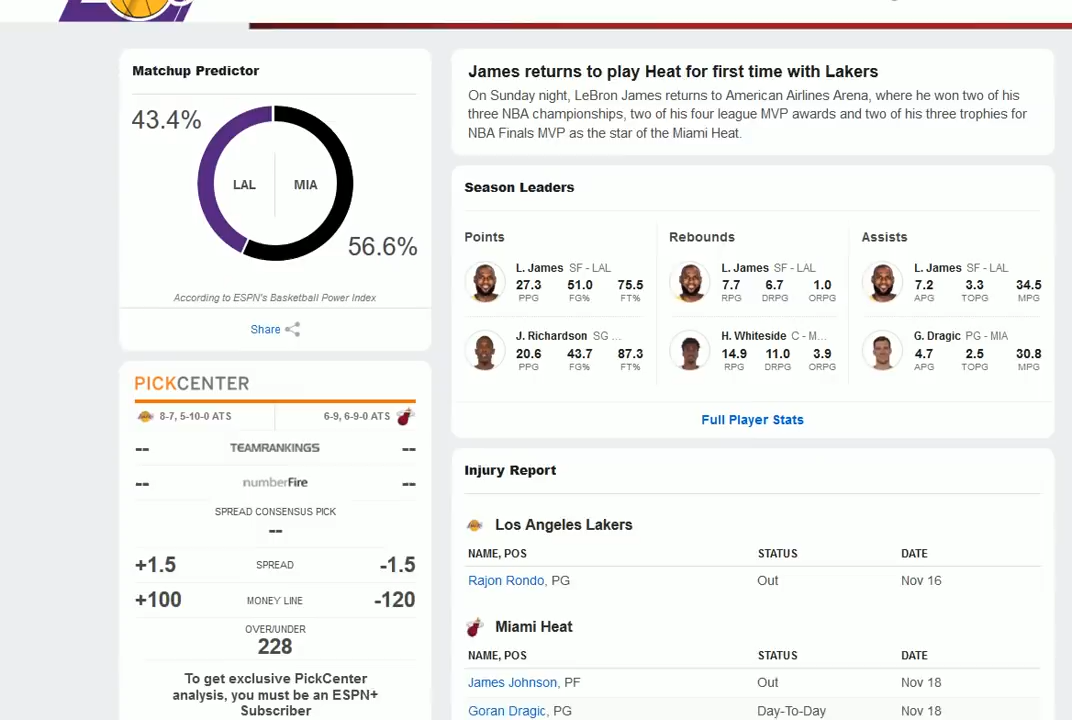 Matchup Predictor
43.4%
LAL
MIA
56.6%
According to ESPN's Basketball Power Index
Share
PICKCENTER
8-7, 5-10-0 ATS
6-9, 6-9-0 ATS
--
TEAMRANKINGS
--
--
numberFire
--
SPREAD CONSENSUS PICK
--
+1.5
SPREAD
-1.5
+100
MONEY LINE
-120
OVER/UNDER
228
To get exclusive PickCenter
analysis, you must be an ESPN+
Subscriber
James returns to play Heat for first time with Lakers
On Sunday night, LeBron James returns to American Airlines Arena, where he won two of his
three NBA championships, two of his four league MVP awards and two of his three trophies for
NBA Finals MVP as the star of the Miami Heat.
Season Leaders
Points
L. James SF - LAL
27.3 51.0 75.5
PPG FG% FT%
J. Richardson SG ...
20.6 43.7 87.3
PPG FG% FT%
Rebounds
L. James SF - LAL
7.7 6.7 1.0
RPG DRPG ORPG
H. Whiteside C - M...
14.9 11.0 3.9
RPG DRPG ORPG
Assists
L. James SF - LAL
7.2 3.3 34.5
APG TOPG MPG
G. Dragic PG - MIA
4.7 2.5 30.8
APG TOPG MPG
Full Player Stats
Injury Report
Los Angeles Lakers
NAME, POS STATUS DATE
Rajon Rondo, PG Out Nov 16
Miami Heat
NAME, POS STATUS DATE
James Johnson, PF Out Nov 18
Goran Dragic, PG Day-To-Day Nov 18